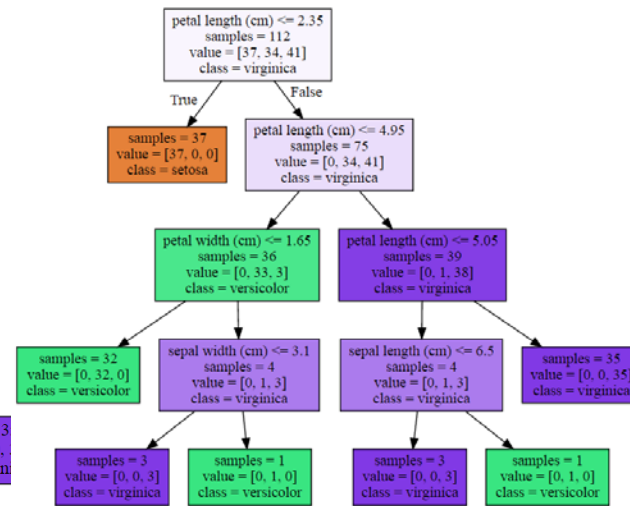 petal length (cm) <= 2.35
samples = 112
value = [37, 34, 41]
class = virginica
True
False
samples = 37
value = [37, 0, 0]
class = setosa
petal length (cm) <= 4.95
samples = 75
value = [0, 34, 41]
class = virginica
petal width (cm) <= 1.65
samples = 36
value = [0, 33, 3]
class = versicolor
petal length (cm) <= 5.05
samples = 39
value = [0, 1, 38]
class = virginica
samples = 32
value = [0, 32, 0]
class = versicolor
sepal width (cm) <= 3.1
samples = 4
value = [0, 1, 3]
class = virginica
sepal length (cm) <= 6.5
samples = 4
value = [0, 1, 3]
class = virginica
samples = 35
value = [0, 0, 35]
class = virginica
3
samples = 3
value = [0, 0, 3]
class = virginica
samples = 1
value = [0, 1, 0]
class = versicolor
samples = 3
value = [0, 0, 3]
class = virginica
samples = 1
value = [0, 1, 0]
class = versicolor